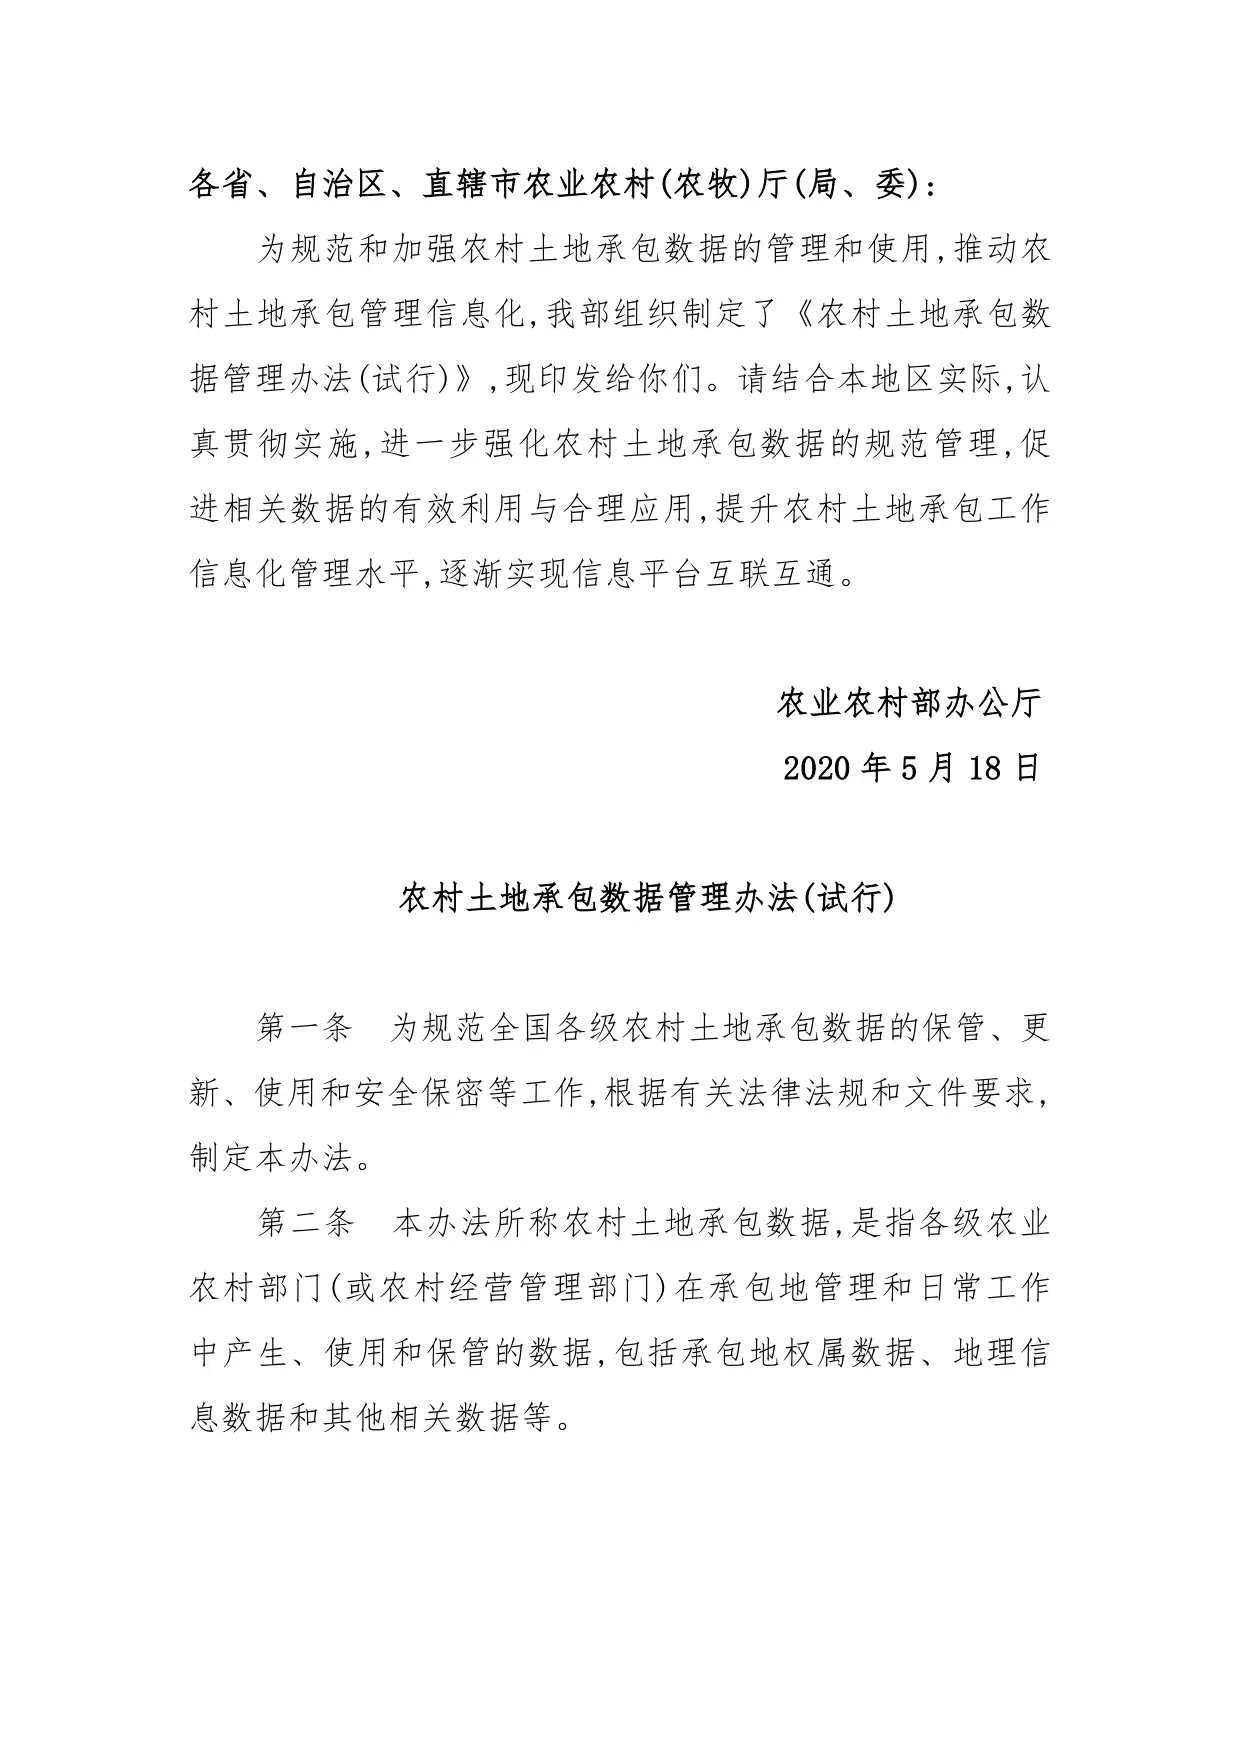 各省、自治区、直辖市农业农村(农牧)厅(局、委):
为规范和加强农村土地承包数据的管理和使用,推动农
村土地承包管理信息化,我部组织制定了《农村土地承包数
据管理办法(试行)》,现印发给你们。请结合本地区实际,认
真贯彻实施,进一步强化农村土地承包数据的规范管理,促
进相关数据的有效利用与合理应用,提升农村土地承包工作
信息化管理水平,逐渐实现信息平台互联互通。
农业农村部办公厅
2020 年 5 月 18 日
农村土地承包数据管理办法(试行)
第一条　为规范全国各级农村土地承包数据的保管、更
新、使用和安全保密等工作,根据有关法律法规和文件要求,
制定本办法。
第二条　本办法所称农村土地承包数据,是指各级农业
农村部门(或农村经营管理部门)在承包地管理和日常工作
中产生、使用和保管的数据,包括承包地权属数据、地理信
息数据和其他相关数据等。